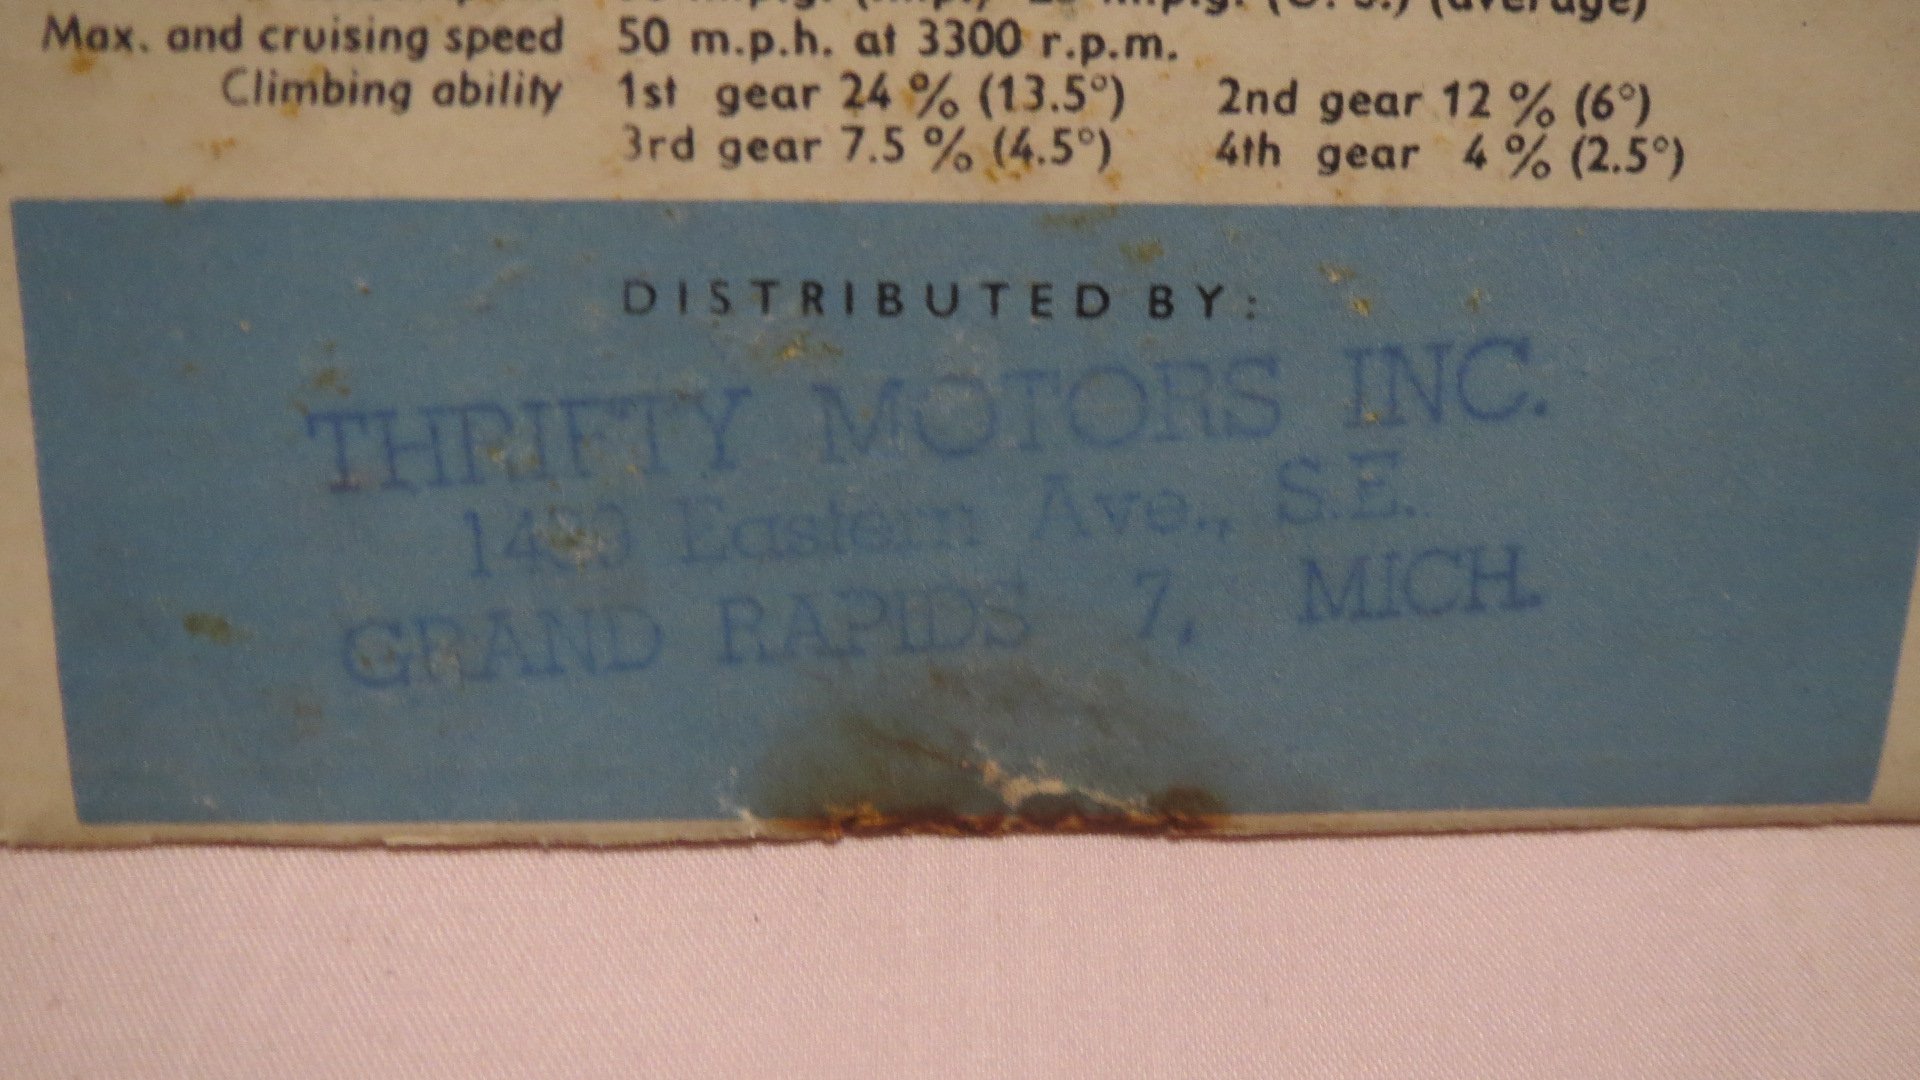 m.p.g. (U. S.) (average)
Max. and cruising speed 50 m.p.h. at 3300 r.p.m.
Climbing ability 1st gear 24 % (13.5°) 2nd gear 12 % (6°)
3rd gear 7.5 % (4.5°) 4th gear 4 % (2.5°)
DISTRIBUTED BY:
THRIFTY MOTORS INC.
Eastern Ave., S.E.
GRAND RAPIDS 7, MICH.